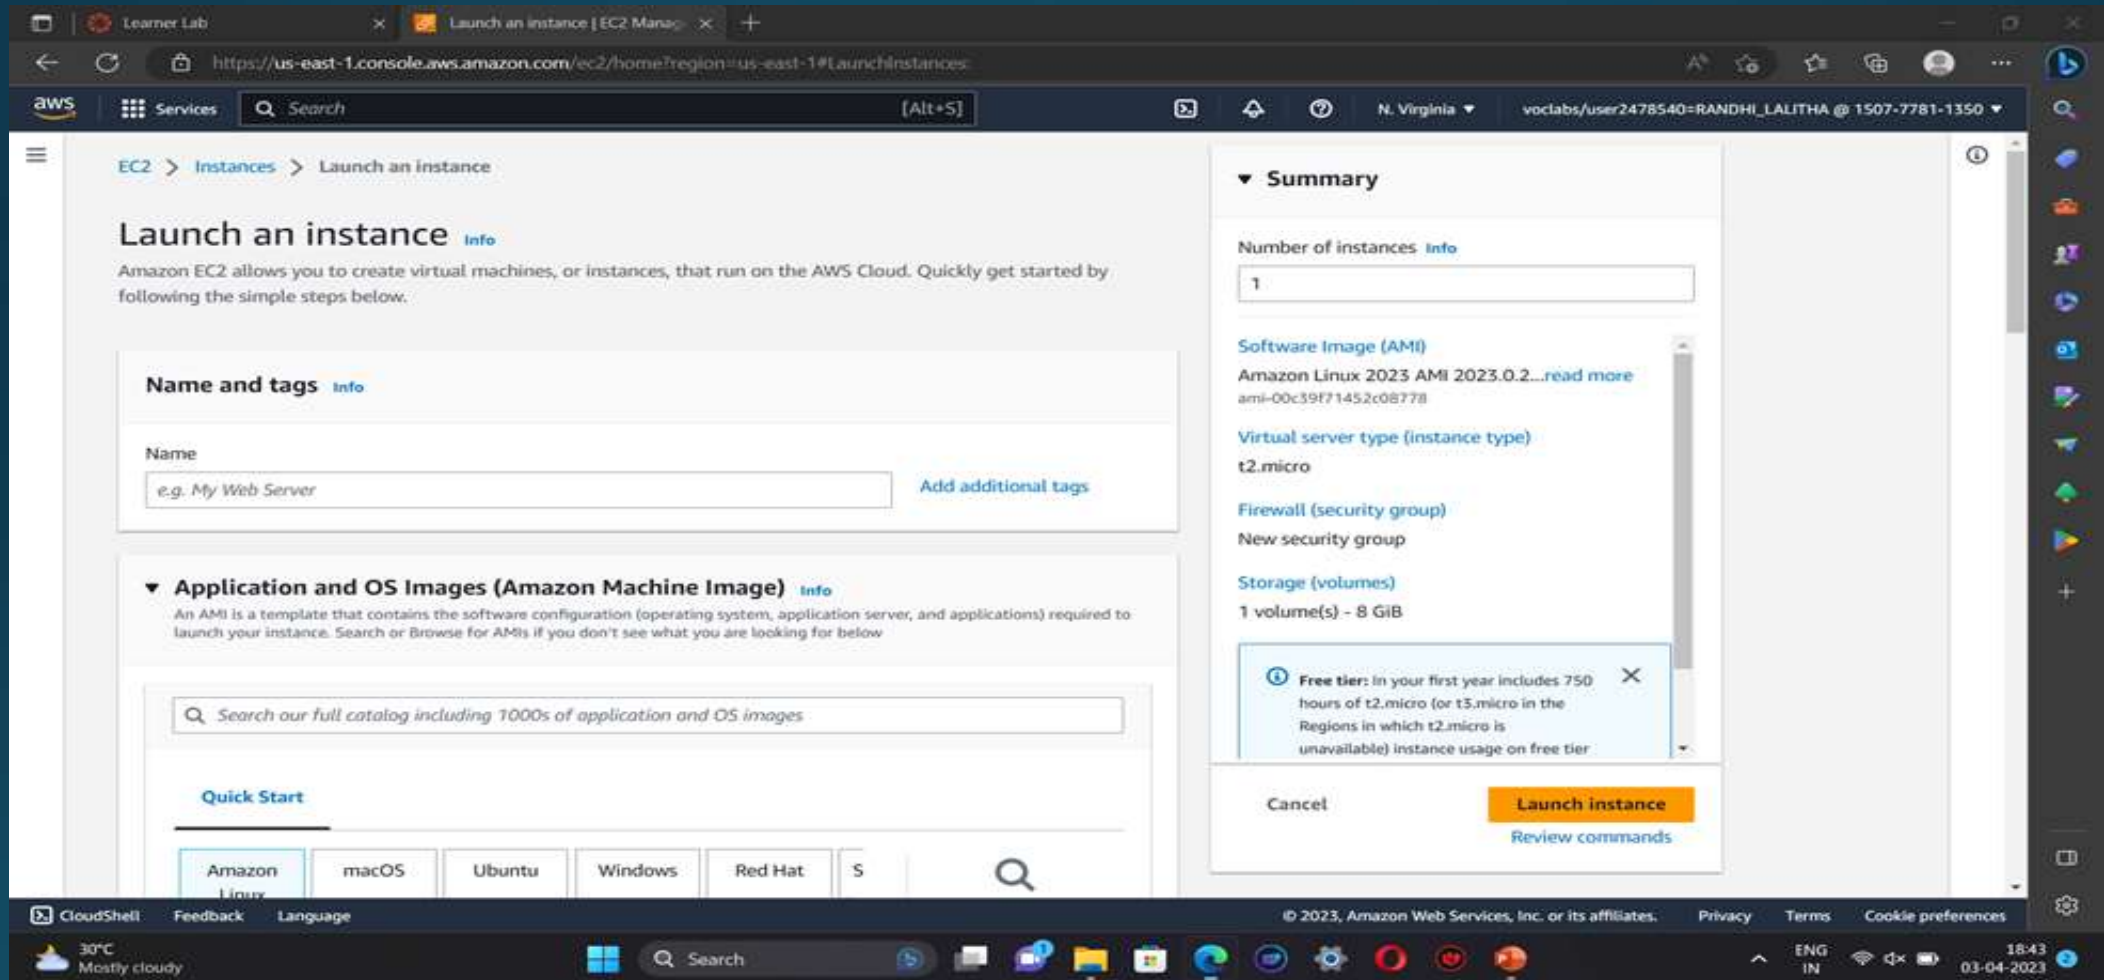 Learner Lab
Launch an instance | EC2 Manag
https://us-east-1.console.aws.amazon.com/ec2/home?region=us-east-1#LaunchInstances:
aws
Services
Search
[Alt+S]
N. Virginia
voclabs/user2478540=RANDHI_LALITHA @ 1507-7781-1350
EC2 > Instances > Launch an instance
Launch an instance Info
Amazon EC2 allows you to create virtual machines, or instances, that run on the AWS Cloud. Quickly get started by
following the simple steps below.
Name and tags Info
Name
e.g. My Web Server
Add additional tags
Application and OS Images (Amazon Machine Image) Info
An AMI is a template that contains the software configuration (operating system, application server, and applications) required to
launch your instance. Search or Browse for AMIs if you don't see what you are looking for below
Search our full catalog including 1000s of application and OS images
Quick Start
Amazon
Linux
macOS
Ubuntu
Windows
Red Hat
S
Summary
Number of instances Info
1
Software Image (AMI)
Amazon Linux 2023 AMI 2023.0.2...read more
ami-00c39f71452c08778
Virtual server type (instance type)
t2.micro
Firewall (security group)
New security group
Storage (volumes)
1 volume(s) - 8 GiB
Free tier: In your first year includes 750
hours of t2.micro (or t3.micro in the
Regions in which t2.micro is
unavailable) instance usage on free tier
Cancel
Launch instance
Review commands
CloudShell
Feedback
Language
© 2023, Amazon Web Services, Inc. or its affiliates.
Privacy
Terms
Cookie preferences
30°C
Mostly cloudy
Search
ENG
IN
18:43
03-04-2023